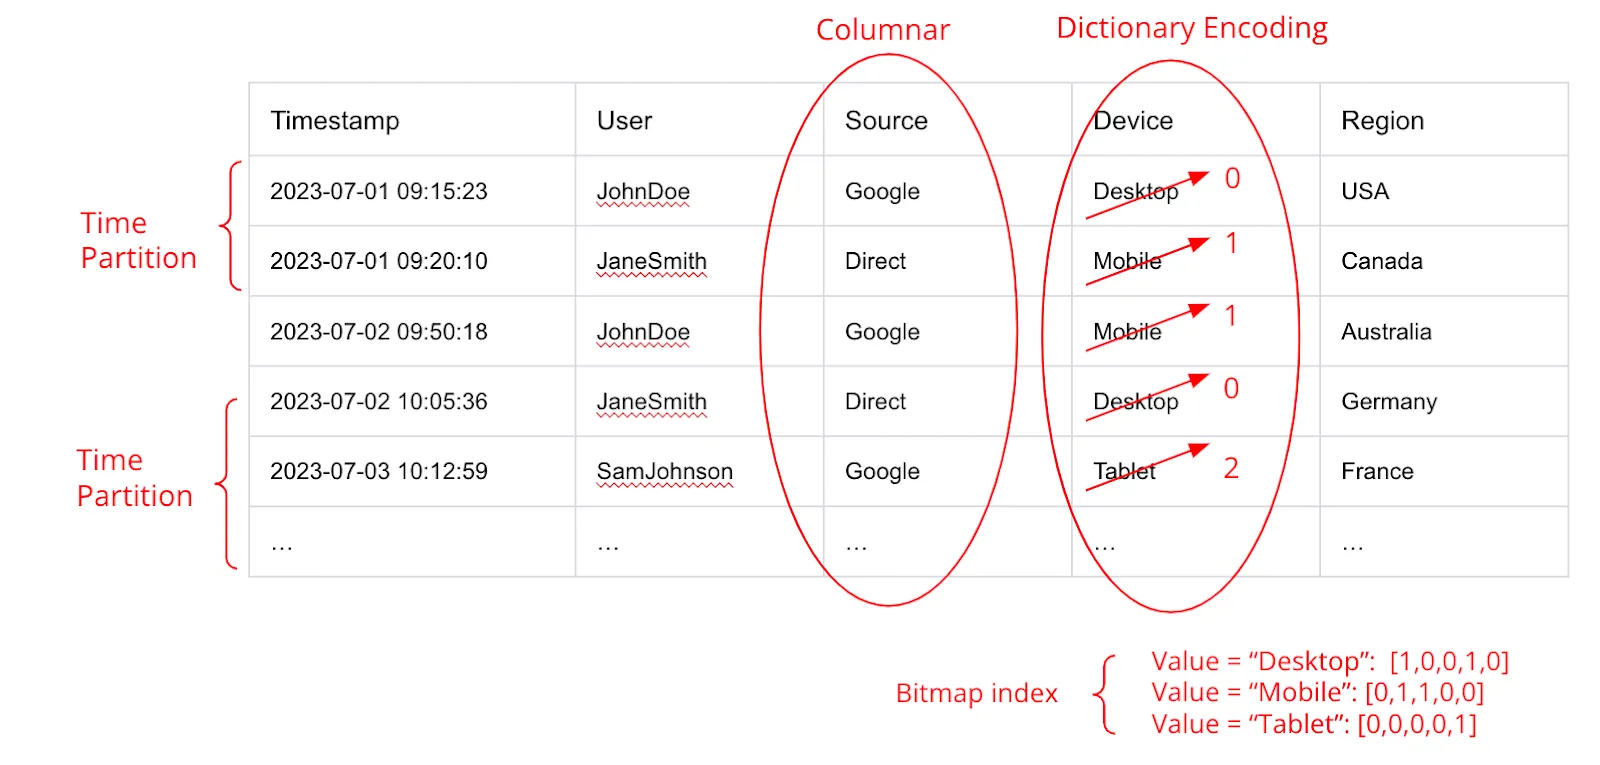 Columnar Dictionary Encoding
Timestamp User Source Device Region
2023-07-01 09:15:23 JohnDoe Google Desktop 0 USA
Time
Partition
2023-07-01 09:20:10 JaneSmith Direct Mobile 1 Canada
2023-07-02 09:50:18 JohnDoe Google Mobile 1 Australia
2023-07-02 10:05:36 JaneSmith Direct Desktop 0 Germany
Time
Partition
2023-07-03 10:12:59 SamJohnson Google Tablet 2 France
... ... ... ... ...
Bitmap index
Value = “Desktop”: [1,0,0,1,0]
Value = “Mobile”: [0,1,1,0,0]
Value = “Tablet”: [0,0,0,0,1]